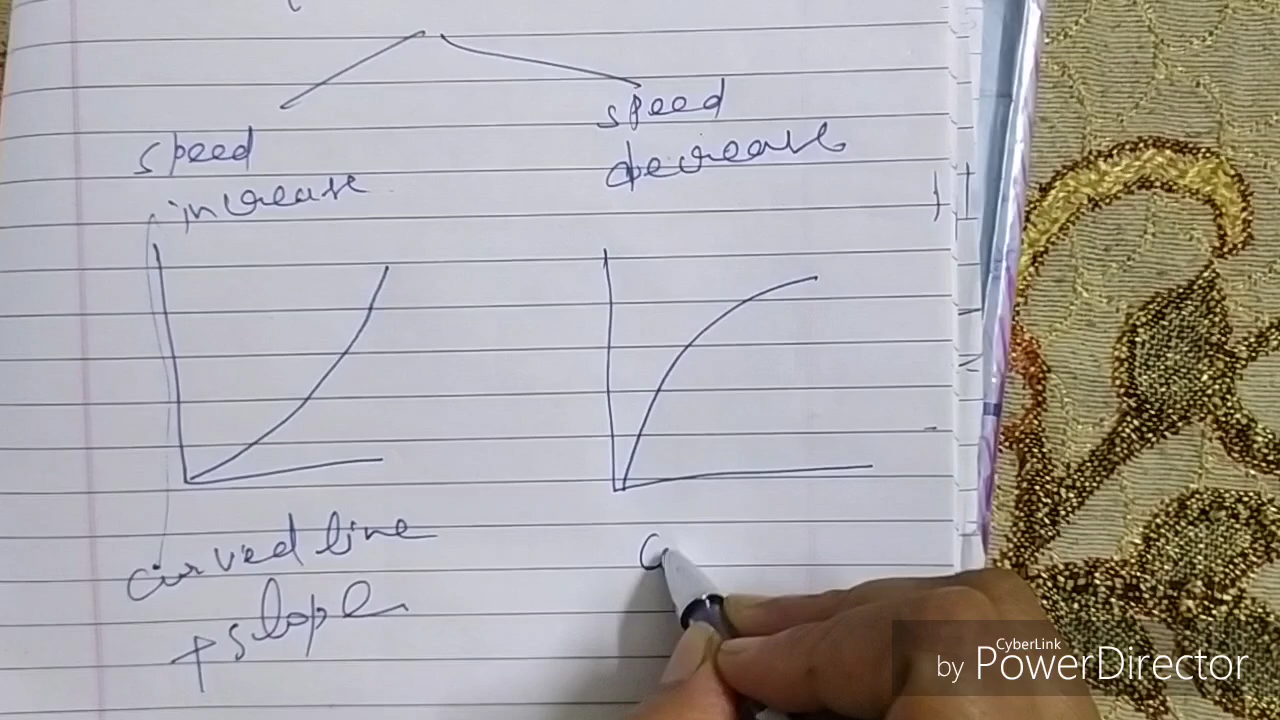 speed
increase
speed
decrease
curved line
+ slope
C
CyberLink
by PowerDirector